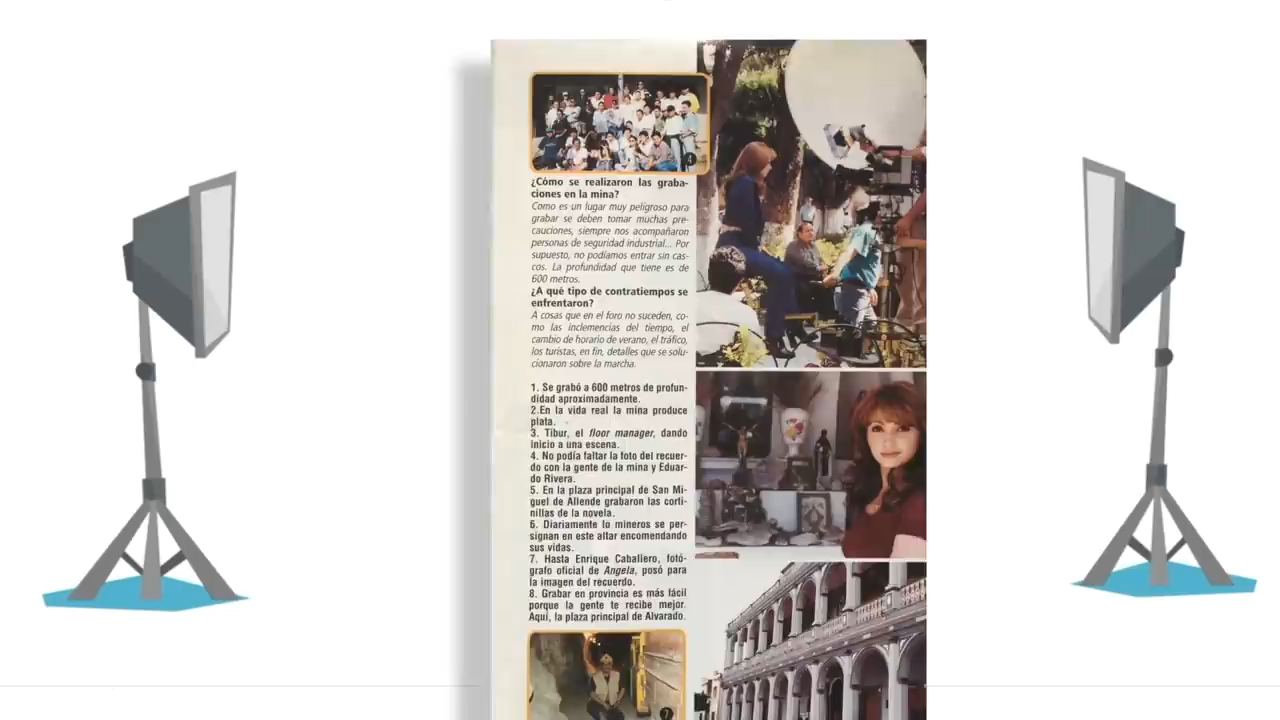 4
¿Cómo se realizaron las graba-
ciones en la mina?
Como es un lugar muy peligroso para
grabar se deben tomar muchas pre-
cauciones, siempre nos acompañaron
personas de seguridad industrial... Por
supuesto, no podíamos entrar sin cas-
cos. La profundidad que tiene es de
600 metros.
¿A qué tipo de contratiempos se
enfrentaron?
A cosas que en el foro no suceden, co-
mo las inclemencias del tiempo, el
cambio de horario de verano, el tráfico,
los turistas, en fin, detalles que se solu-
cionaron sobre la marcha.
1. Se grabó a 600 metros de profun-
didad aproximadamente.
2.En la vida real la mina produce
plata.
3. Tibur, el floor manager, dando
inicio a una escena.
4. No podía faltar la foto del recuer-
do con la gente de la mina y Eduar-
do Rivera.
5. En la plaza principal de San Mi-
guel de Allende grabaron las corti-
nillas de la novela.
6. Diariamente lo mineros se per-
signan en este altar encomendando
sus vidas.
7. Hasta Enrique Caballero, fotó-
grafo oficial de Angela, posó para
la imagen del recuerdo.
8. Grabar en provincia es más fácil
porque la gente te recibe mejor.
Aquí, la plaza principal de Alvarado.
7